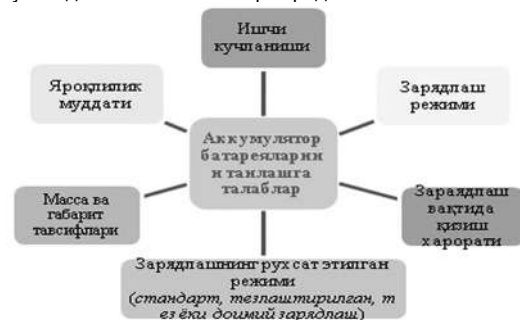 Ишчи
кучланиши
Яроқлилик
муддати
Зарядлаш
режими
Аккумулятор
батареяларини
и танлашга
талаблар
Масса ва
габарит
тавсифлари
Зараядлаш
вақтида
қизиш
харорати
Зарядлашнинг рухсат этилган
режими
(стандарт, тезлаштирилган, т
ез ёки доимий зарядлаш)